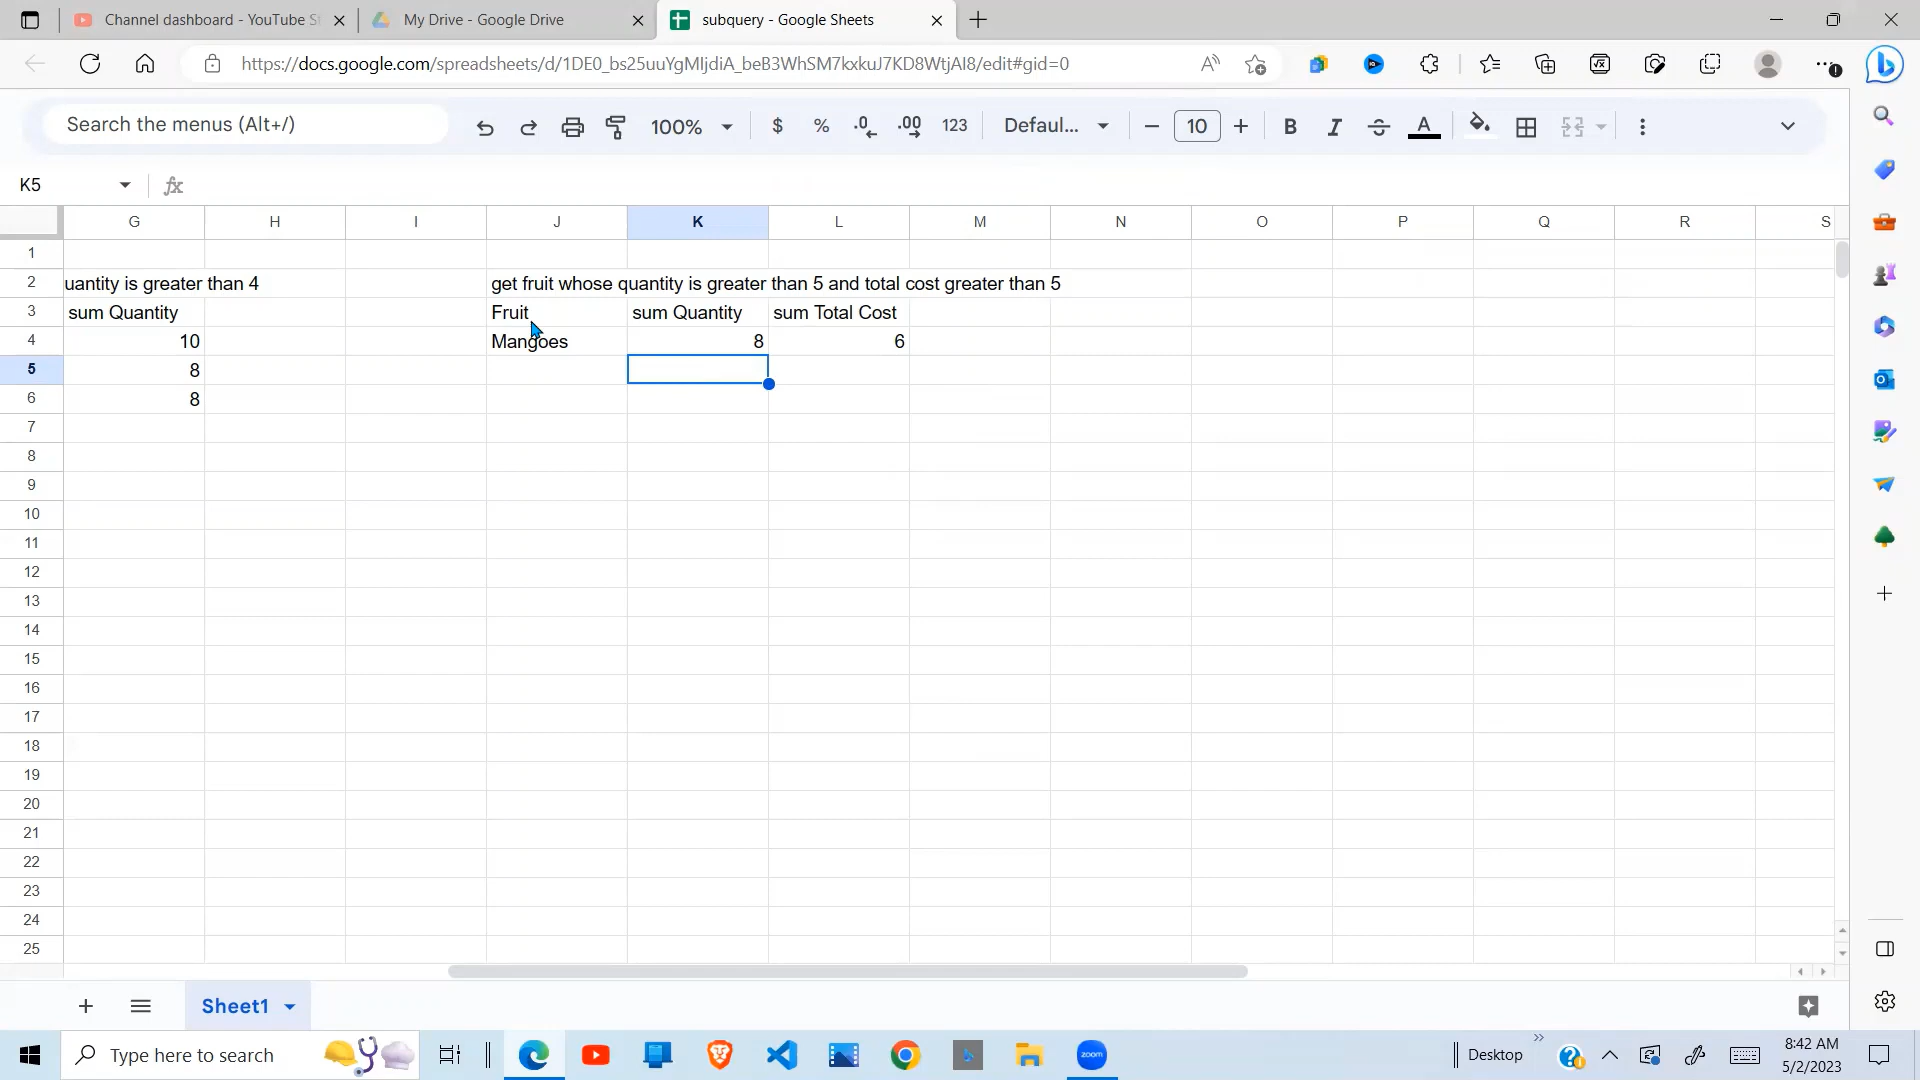 Channel dashboard - YouTube S
My Drive - Google Drive
subquery - Google Sheets
https://docs.google.com/spreadsheets/d/1DE0_bs25uuYgMIjdiA_beB3WhSM7kxkuJ7KD8WtjAI8/edit#gid=0
Search the menus (Alt+/)
100%
$ % .0 .00 123
Defaul...
10
B I A
K5
fx
G H I J K L M N O P Q R S
1
2 uantity is greater than 4 get fruit whose quantity is greater than 5 and total cost greater than 5
3 sum Quantity Fruit sum Quantity sum Total Cost
4 10 Mangoes 8 6
5 8
6 8
7
8
9
10
11
12
13
14
15
16
17
18
19
20
21
22
23
24
25
Sheet1
Type here to search
zoom
Desktop
8:42 AM
5/2/2023